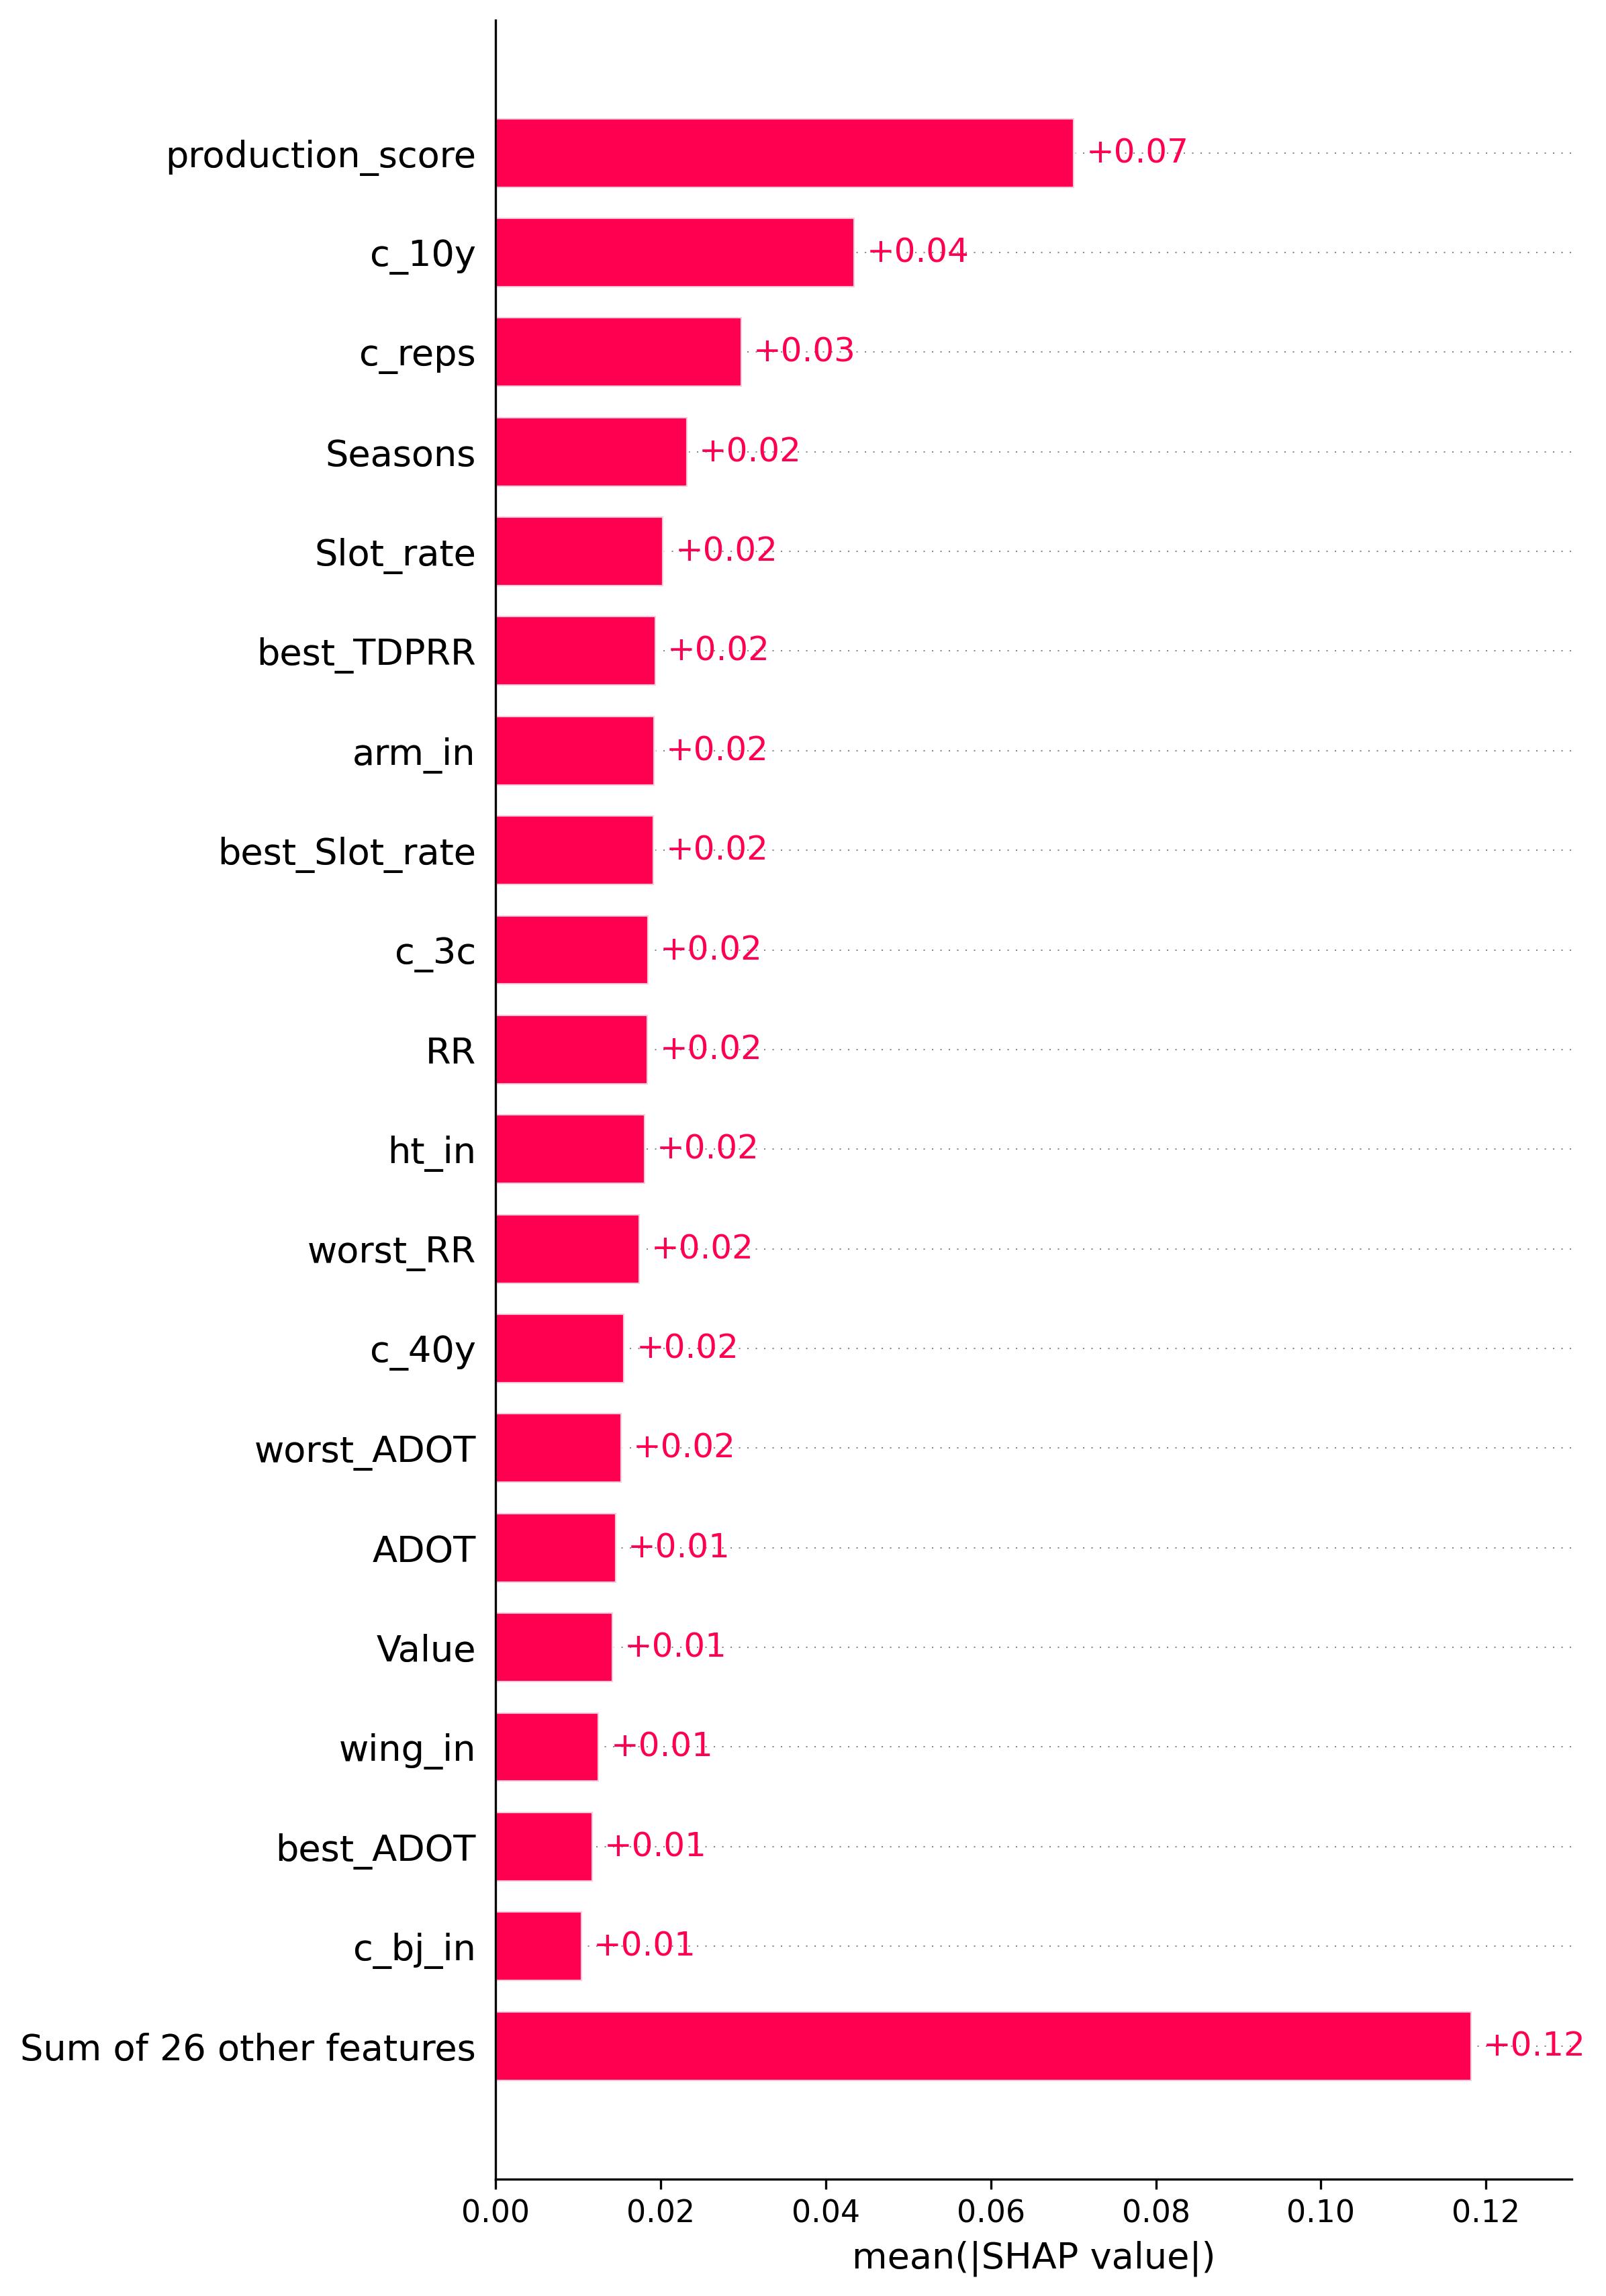 production_score +0.07
c_10y +0.04
c_reps +0.03
Seasons +0.02
Slot_rate +0.02
best_TDPRR +0.02
arm_in +0.02
best_Slot_rate +0.02
c_3c +0.02
RR +0.02
ht_in +0.02
worst_RR +0.02
c_40y +0.02
worst_ADOT +0.02
ADOT +0.01
Value +0.01
wing_in +0.01
best_ADOT +0.01
c_bj_in +0.01
Sum of 26 other features +0.12
0.00 0.02 0.04 0.06 0.08 0.10 0.12
mean(|SHAP value|)